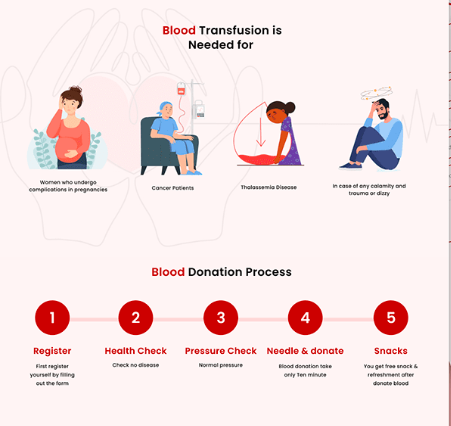 Blood Transfusion is
Needed for
Women who undergo
complications in pregnancies
Cancer Patients
Thalassemia Disease
In case of any calamity and
trauma or dizzy
Blood Donation Process
1
2
3
4
5
Register
Health Check
Pressure Check
Needle & donate
Snacks
First register
yourself by filling
out the form
Check no disease
Normal pressure
Blood donation take
only Ten minute
You get free snack &
refreshment after
donate blood